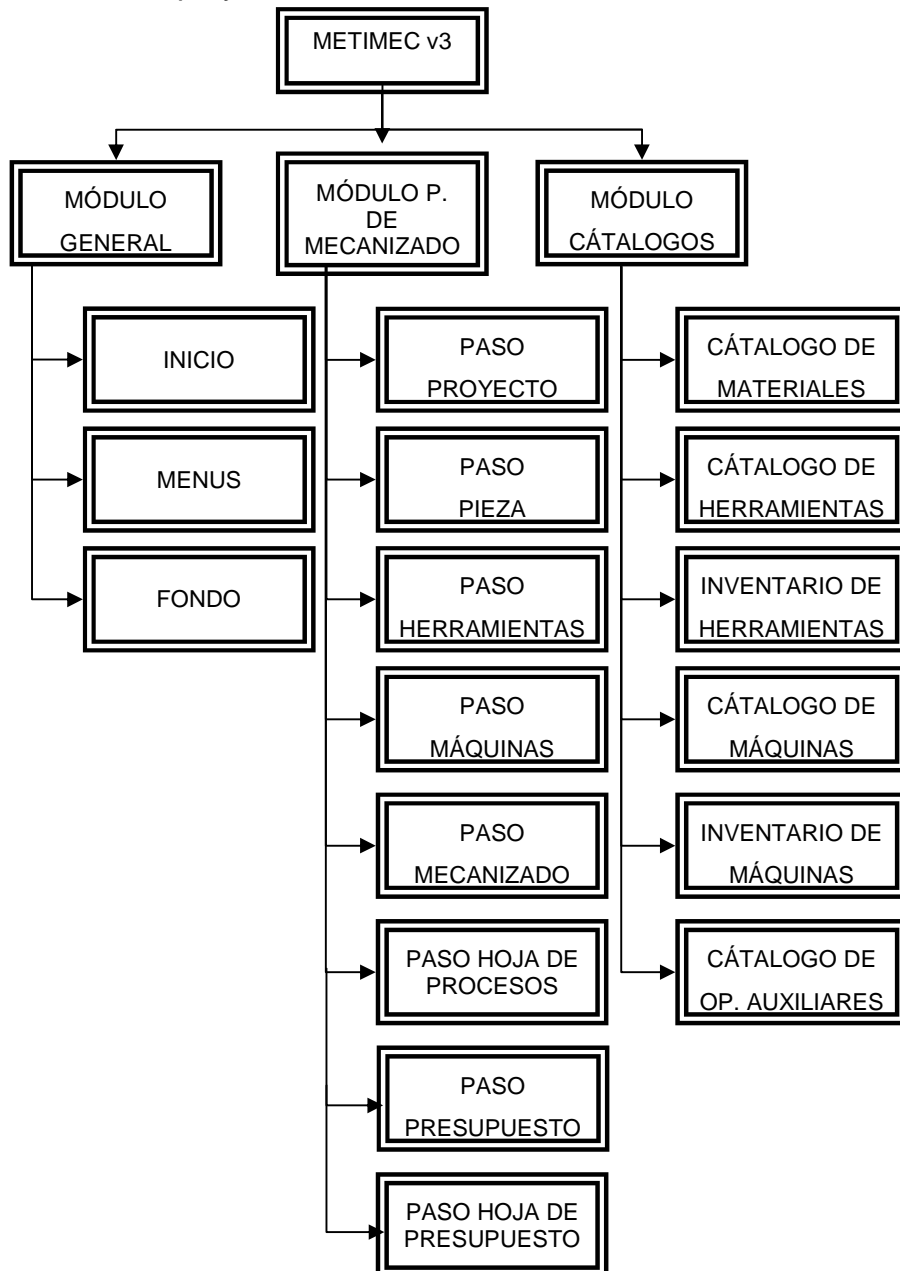 METIMEC v3
MÓDULO
GENERAL
MÓDULO P.
DE
MECANIZADO
MÓDULO
CÁTALOGOS
INICIO
MENUS
FONDO
PASO
PROYECTO
PASO
PIEZA
PASO
HERRAMIENTAS
PASO
MÁQUINAS
PASO
MECANIZADO
PASO HOJA DE
PROCESOS
PASO
PRESUPUESTO
PASO HOJA DE
PRESUPUESTO
CÁTALOGO DE
MATERIALES
CÁTALOGO DE
HERRAMIENTAS
INVENTARIO DE
HERRAMIENTAS
CÁTALOGO DE
MÁQUINAS
INVENTARIO DE
MÁQUINAS
CÁTALOGO DE
OP. AUXILIARES